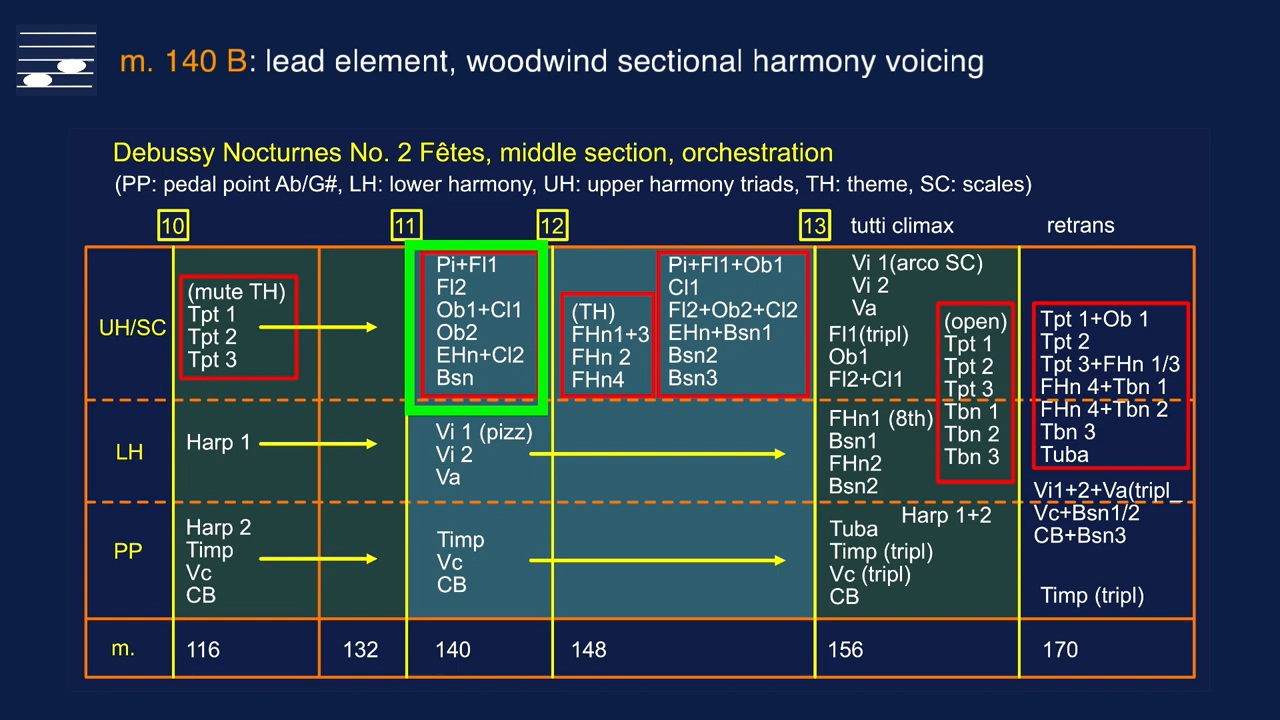 m. 140 B: lead element, woodwind sectional harmony voicing
Debussy Nocturnes No. 2 Fêtes, middle section, orchestration
(PP: pedal point Ab/G#, LH: lower harmony, UH: upper harmony triads, TH: theme, SC: scales)
10
11
12
13
tutti climax
retrans
UH/SC
(mute TH)
Tpt 1
Tpt 2
Tpt 3
Pi+Fl1
Fl2
Ob1+Cl1
Ob2
EHn+Cl2
Bsn
(TH)
FHn1+3
FHn 2
FHn4
Pi+Fl1+Ob1
Cl1
Fl2+Ob2+Cl2
EHn+Bsn1
Bsn2
Bsn3
Vi 1(arco SC)
Vi 2
Va
Fl1(tripl)
Ob1
Fl2+Cl1
(open)
Tpt 1
Tpt 2
Tpt 3
Tbn 1
Tbn 2
Tbn 3
Tpt 1+Ob 1
Tpt 2
Tpt 3+FHn 1/3
FHn 4+Tbn 1
FHn 4+Tbn 2
Tbn 3
Tuba
LH
Harp 1
Vi 1 (pizz)
Vi 2
Va
FHn1 (8th)
Bsn1
FHn2
Bsn2
Vi1+2+Va(tripl_
Vc+Bsn1/2
CB+Bsn3
PP
Harp 2
Timp
Vc
CB
Timp
Vc
CB
Harp 1+2
Tuba
Timp (tripl)
Vc (tripl)
CB
Timp (tripl)
m.
116
132
140
148
156
170